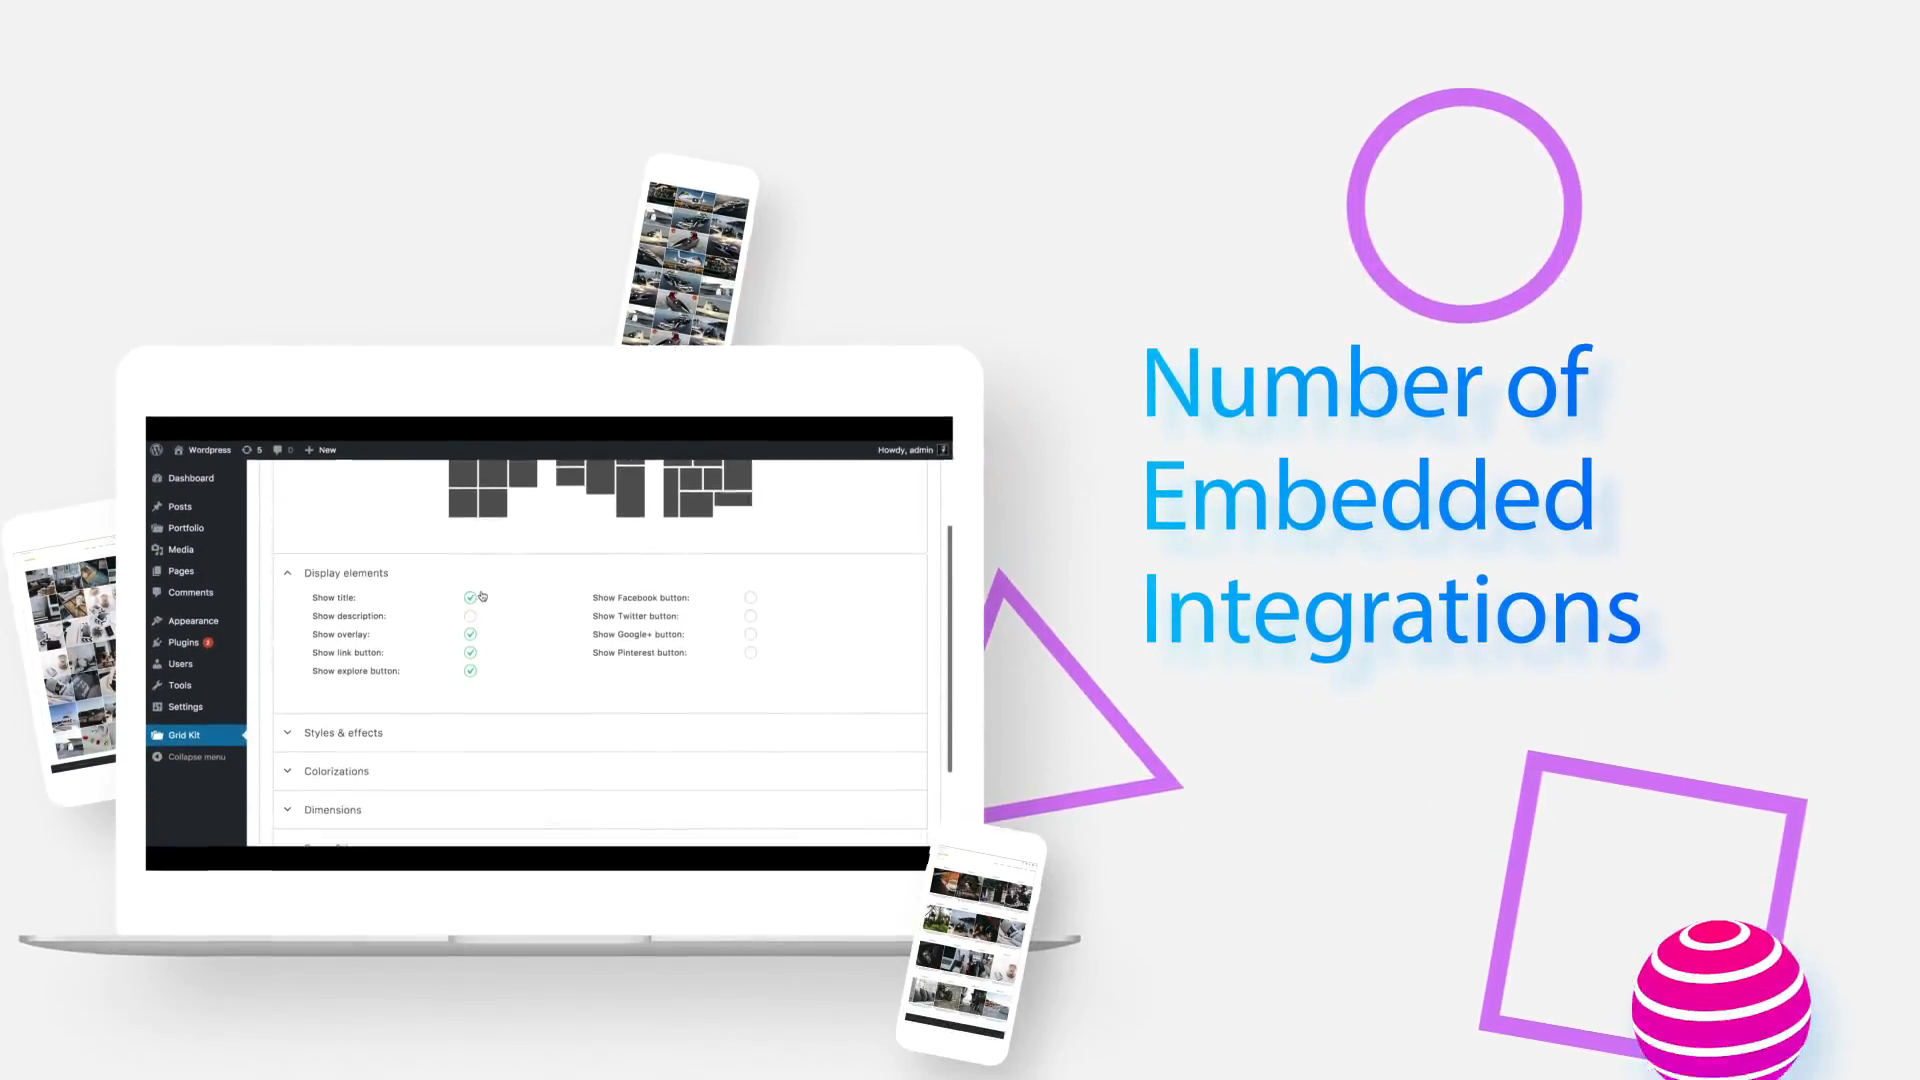 Number of
Embedded
Integrations
Wordpress 5 0 + New
Howdy, admin
Dashboard
Posts
Portfolio
Media
Pages
Comments
Appearance
Plugins 2
Users
Tools
Settings
Grid Kit
Collapse menu
Display elements
Show title:
Show description:
Show overlay:
Show link button:
Show explore button:
Show Facebook button:
Show Twitter button:
Show Google+ button:
Show Pinterest button:
Styles & effects
Colorizations
Dimensions